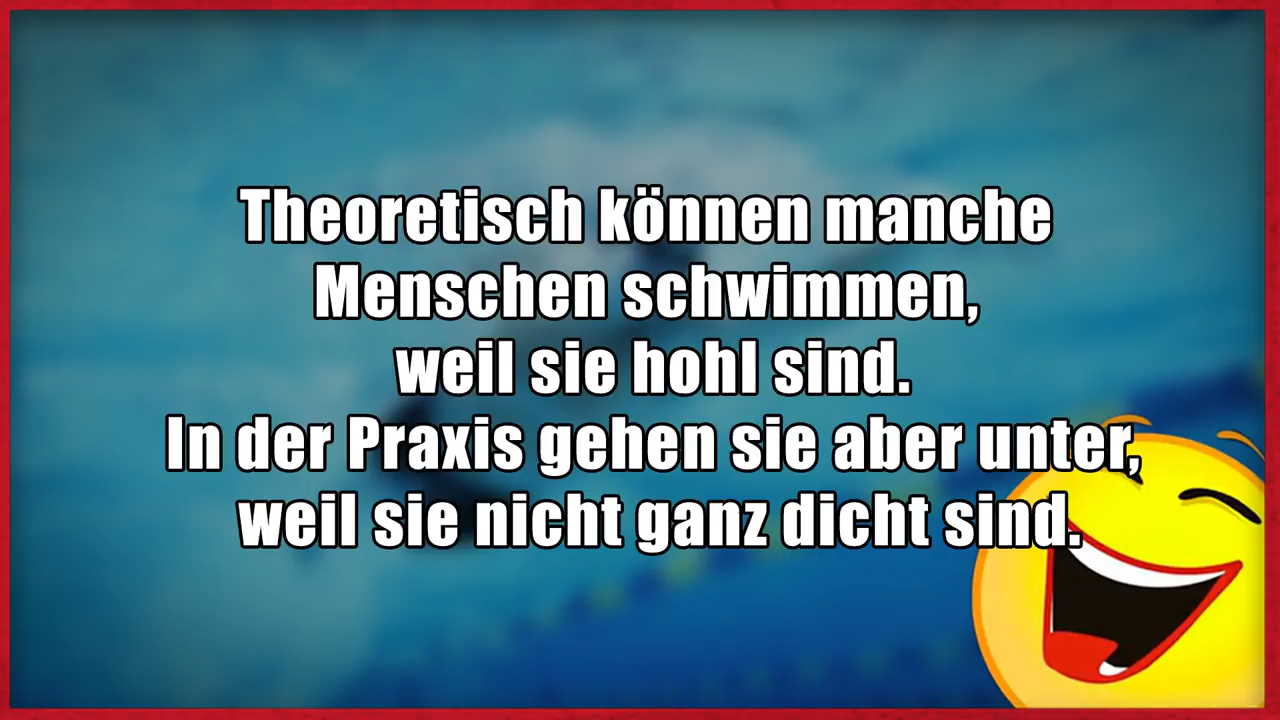 Theoretisch können manche
Menschen schwimmen,
weil sie hohl sind.
In der Praxis gehen sie aber unter,
weil sie nicht ganz dicht sind.